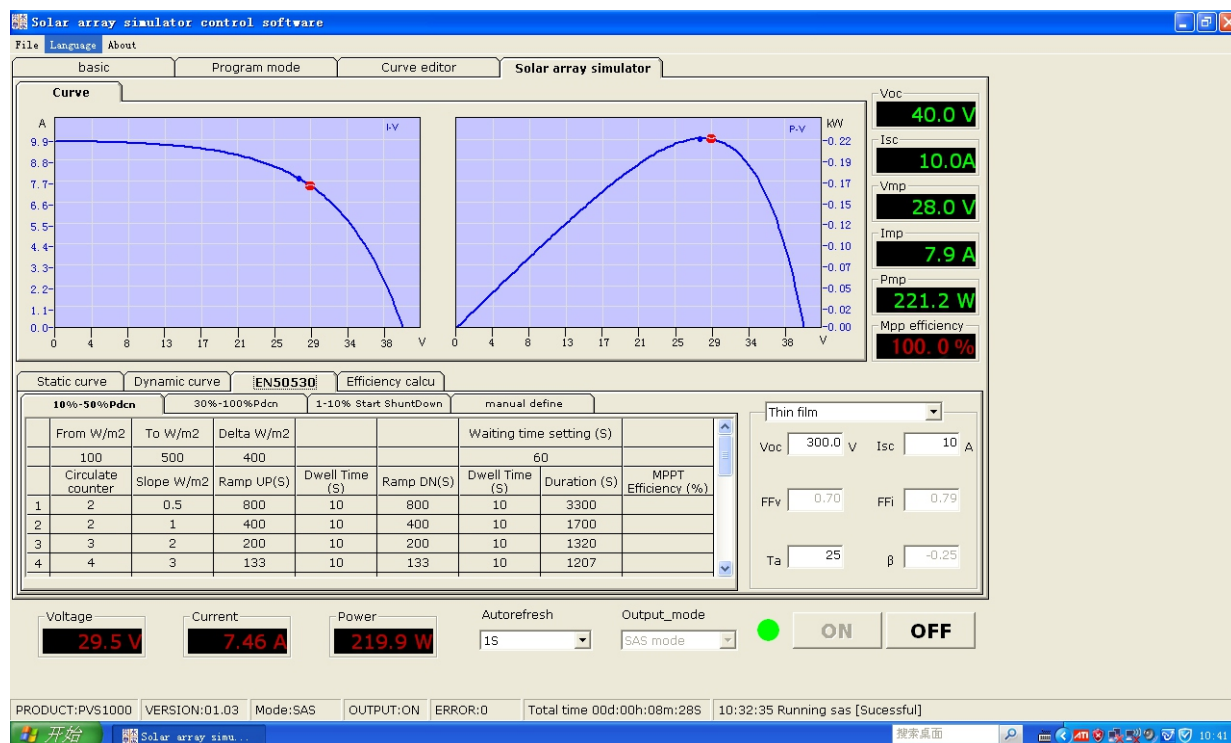 Solar array simulator control software
File Language About
basic Program mode Curve editor Solar array simulator
Curve
A I-V
9.9
8.8
7.7
6.6
5.5
4.4
3.3
2.2
1.1
0.0
0 4 8 13 17 21 25 29 34 38 V
P-V kW
0.22
0.19
0.17
0.15
0.12
0.10
0.07
0.05
0.02
0.00
0 4 8 13 17 21 25 29 34 38 V
Voc
40.0 V
Isc
10.0A
Vmp
28.0 V
Imp
7.9 A
Pmp
221.2 W
Mpp efficiency
100.0 %
Static curve Dynamic curve EN50530 Efficiency calcu
10%-50%Pdcn 30%-100%Pdcn 1-10% Start ShuntDown manual define
From W/m2 To W/m2 Delta W/m2 Waiting time setting (S)
100 500 400 60
Circulate counter Slope W/m2 Ramp UP(S) Dwell Time (S) Ramp DN(S) Dwell Time (S) Duration (S) MPPT Efficiency (%)
1 2 0.5 800 10 800 10 3300
2 2 1 400 10 400 10 1700
3 3 2 200 10 200 10 1320
4 4 3 133 10 133 10 1207
Thin film
Voc 300.0 V Isc 10 A
FFv 0.70 FFi 0.79
Ta 25 β -0.25
Voltage
29.5 V
Current
7.46 A
Power
219.9 W
Autorefresh
1S
Output_mode
SAS mode
ON OFF
PRODUCT:PVS1000 VERSION:01.03 Mode:SAS OUTPUT:ON ERROR:0 Total time 00d:00h:08m:28S 10:32:35 Running sas [Sucessful]
开始 Solar array simu... 搜索桌面 ATI 10:41